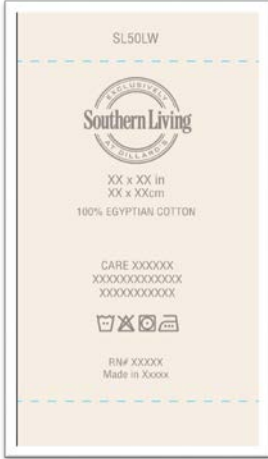 SL50LW
EXCLUSIVELY
Southern Living
AT DILLARD'S
XX x XX in
XX x XXcm
100% EGYPTIAN COTTON
CARE XXXXXX
XXXXXXXXXXXXX
XXXXXXXXXXX
RN# XXXXX
Made in Xxxxx